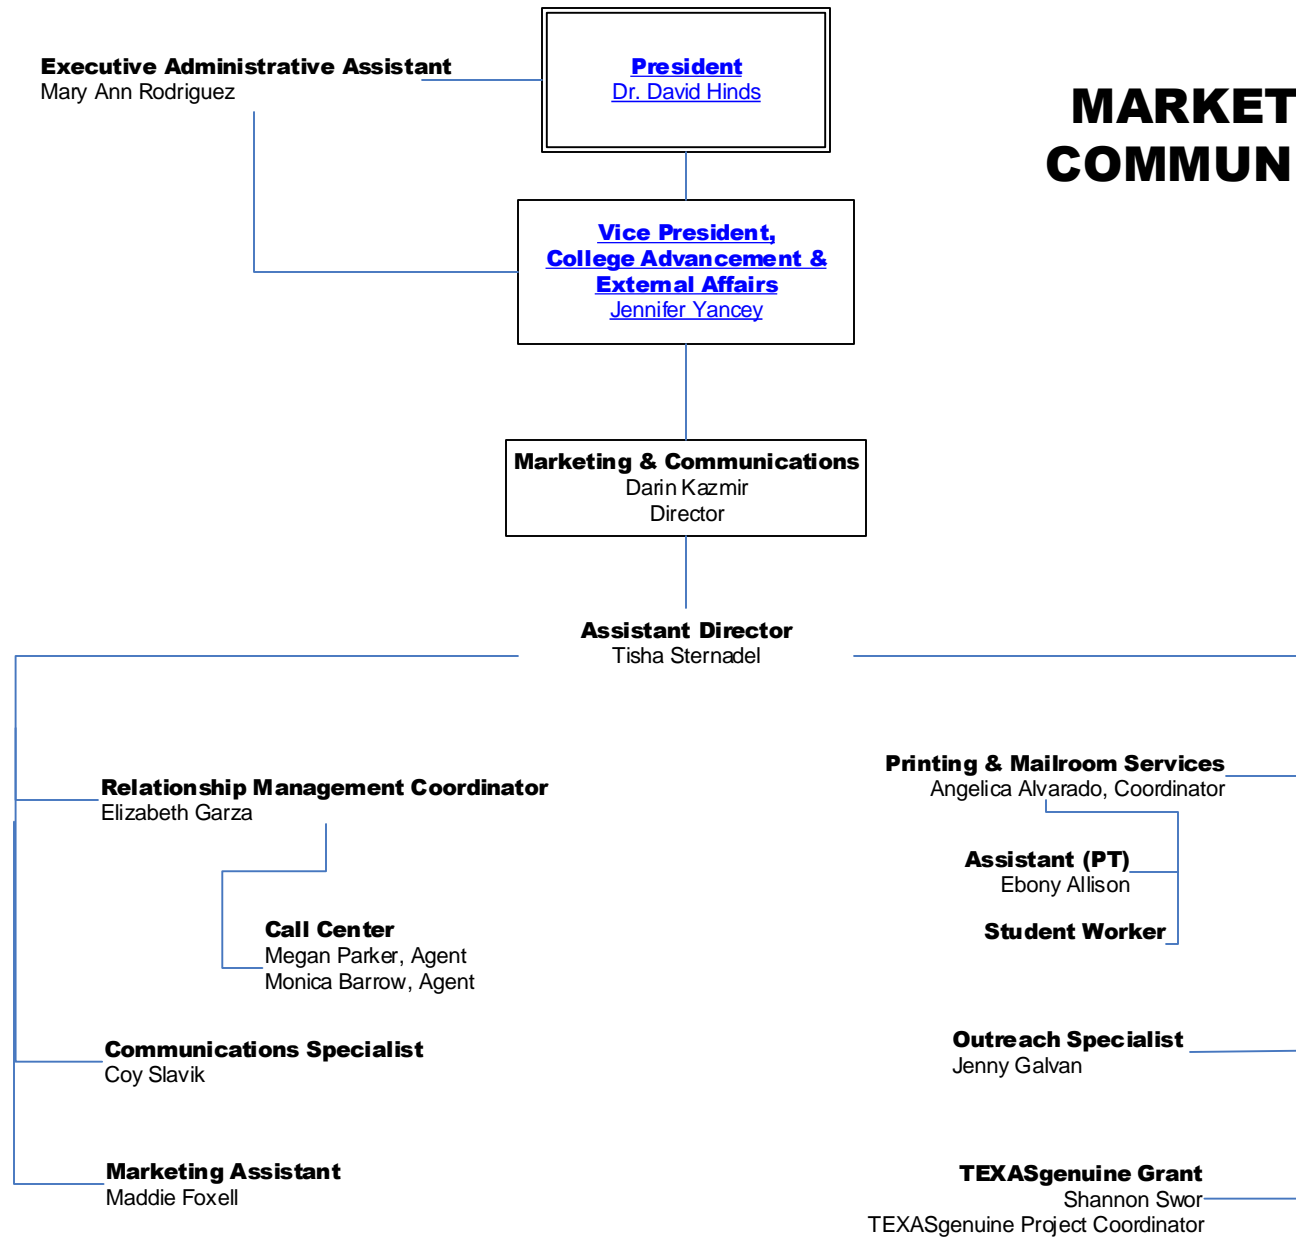 Executive Administrative Assistant
Mary Ann Rodriguez
President
Dr. David Hinds
MARKET
COMMUN
Vice President,
College Advancement &
External Affairs
Jennifer Yancey
Marketing & Communications
Darin Kazmir
Director
Assistant Director
Tisha Sternadel
Relationship Management Coordinator
Elizabeth Garza
Call Center
Megan Parker, Agent
Monica Barrow, Agent
Communications Specialist
Coy Slavik
Marketing Assistant
Maddie Foxell
Printing & Mailroom Services
Angelica Alvarado, Coordinator
Assistant (PT)
Ebony Allison
Student Worker
Outreach Specialist
Jenny Galvan
TEXASgenuine Grant
Shannon Swor
TEXASgenuine Project Coordinator